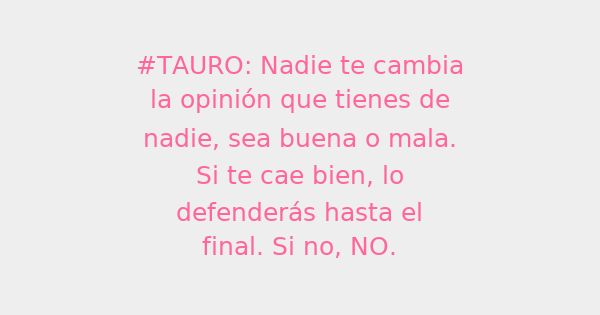 #TAURO: Nadie te cambia
la opinión que tienes de
nadie, sea buena o mala.
Si te cae bien, lo
defenderás hasta el
final. Si no, NO.